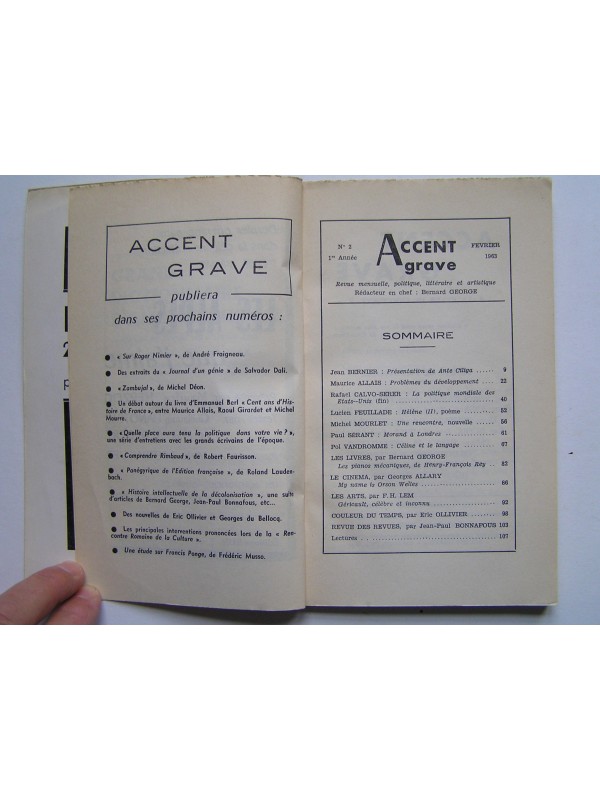 ACCENT
GRAVE
publiera
dans ses prochains numéros :
● « Sur Roger Nimier », de André Fraigneau.
● Des extraits du « Journal d'un génie » de Salvador Dali.
● « Zambujal », de Michel Déon.
● Un débat autour du livre d'Emmanuel Berl « Cent ans d'His-
toire de France », entre Maurice Allais, Raoul Girardet et Michel
Mourre.
● « Quelle place aura tenu la politique dans votre vie ? »,
une série d'entretiens avec les grands écrivains de l'époque.
● « Comprendre Rimbaud », de Robert Faurisson.
● « Panégyrique de l'Edition française », de Roland Lauden-
bach.
● « Histoire intellectuelle de la décolonisation », une suite
d'articles de Bernard George, Jean-Paul Bonnafous, etc...
● Des nouvelles de Eric Ollivier et Georges du Bellocq.
● Les principales interventions prononcées lors de la « Ren-
contre Romaine de la Culture ».
● Une étude sur Francis Ponge, de Frédéric Musso.
N° 2
1re Année
ACCENT
grave
FEVRIER
1963
Revue mensuelle, politique, littéraire et artistique
Rédacteur en chef : Bernard GEORGE
SOMMAIRE
Jean BERNIER : Présentation de Ante Ciliga ...... 9
Maurice ALLAIS : Problèmes du développement .... 22
Rafael CALVO-SERER : La politique mondiale des
Etats-Unis (fin) .......... 40
Lucien FEUILLADE : Hélène (II), poème ....... 52
Michel MOURLET : Une rencontre, nouvelle ...... 56
Paul SERANT : Morand à Londres .......... 61
Pol VANDROMME : Céline et le langage ........ 67
LES LIVRES, par Bernard GEORGE
Les pianos mécaniques, de Henry-François Rey .. 82
LE CINEMA, par Georges ALLARY
My name is Orson Welles ............ 86
LES ARTS, par F.H. LEM
Géricault, célèbre et inconnu ............ 92
COULEUR DU TEMPS, par Eric OLLIVIER ...... 98
REVUE DES REVUES, par Jean-Paul BONNAFOUS 103
Lectures .......... 107